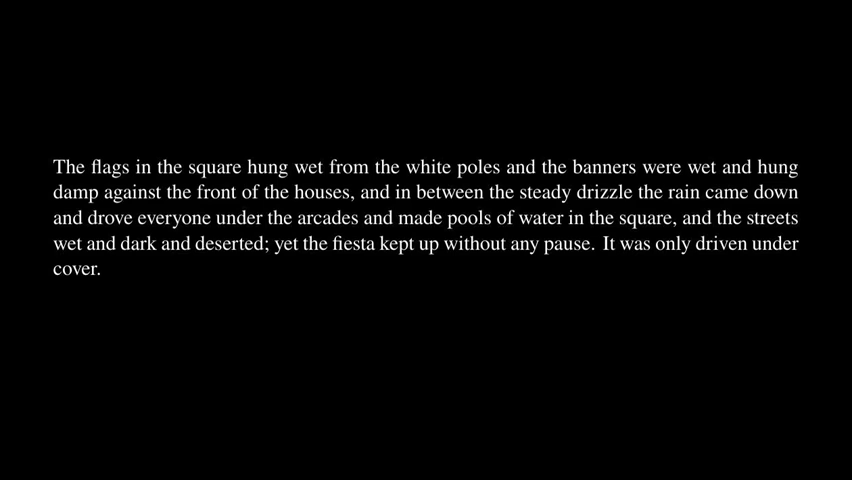 The flags in the square hung wet from the white poles and the banners were wet and hung
damp against the front of the houses, and in between the steady drizzle the rain came down
and drove everyone under the arcades and made pools of water in the square, and the streets
wet and dark and deserted; yet the fiesta kept up without any pause. It was only driven under
cover.